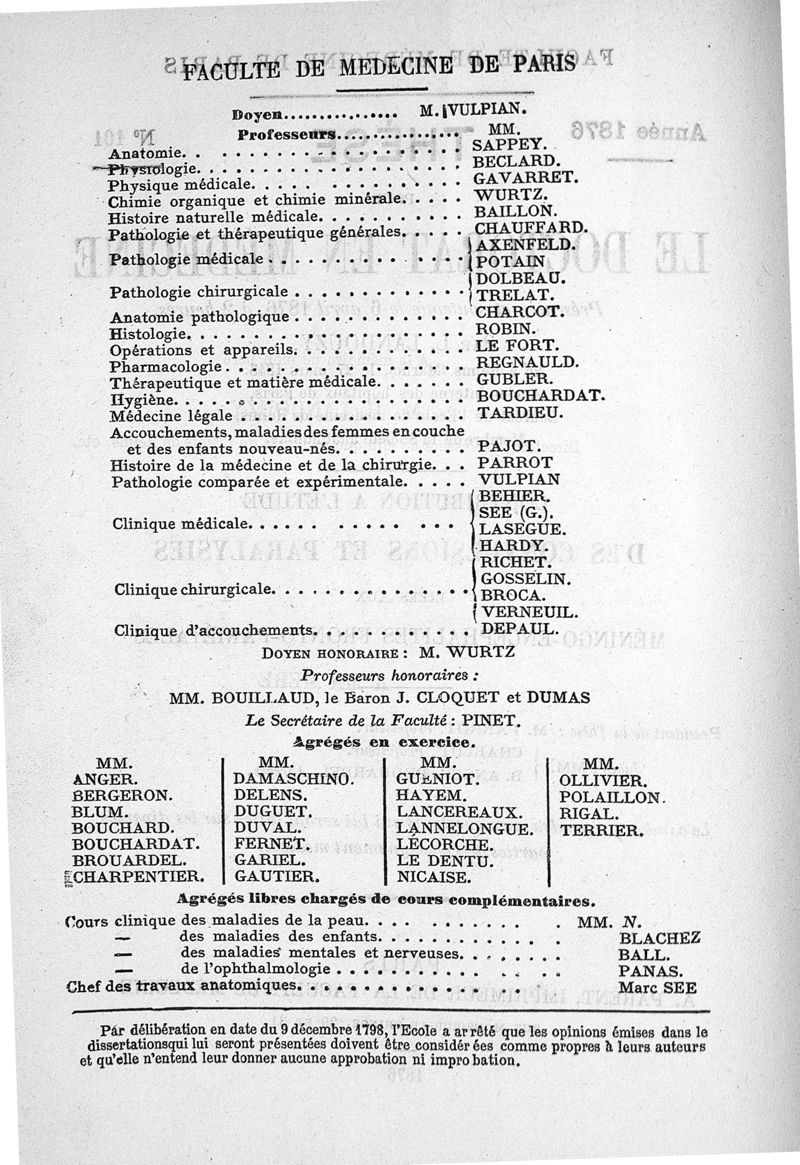 FACULTÉ DE MEDECINE DE PARIS
Doyen................ M. VULPIAN.
Professeurs................. MM.
Anatomie. . . . . . . . . . . . . . . . SAPPEY.
Physiologie. . . . . . . . . . . . . . . BECLARD.
Physique médicale. . . . . . . . . . . . GAVARRET.
Chimie organique et chimie minérale. . . . WURTZ.
Histoire naturelle médicale. . . . . . . . . BAILLON.
Pathologie et thérapeutique générales. . . . . CHAUFFARD.
AXENFELD.
Pathologie médicale . . . . . . . . . . . . POTAIN
DOLBEAU.
Pathologie chirurgicale . . . . . . . . . . . TRELAT.
Anatomie pathologique . . . . . . . . . . . CHARCOT.
Histologie. . . . . . . . . . . . . . . . ROBIN.
Opérations et appareils. . . . . . . . . . . LE FORT.
Pharmacologie . . . . . . . . . . . . . . REGNAULD.
Thérapeutique et matière médicale. . . . . . GUBLER.
Hygiène. . . . . . . . . . . . . . . . . BOUCHARDAT.
Médecine légale . . . . . . . . . . . . . TARDIEU.
Accouchements, maladies des femmes en couche
et des enfants nouveau-nés. . . . . . . . . PAJOT.
Histoire de la médecine et de la chirurgie. . . PARROT
Pathologie comparée et expérimentale. . . . . VULPIAN
BEHIER.
SEE (G.).
Clinique médicale. . . . . . . . . . . . . . LASEGUE.
HARDY.
RICHET.
GOSSELIN.
Clinique chirurgicale. . . . . . . . . . . . . BROCA.
VERNEUIL.
Clinique d'accouchements. . . . . . . . . . DEPAUL.
DOYEN HONORAIRE : M. WURTZ
Professeurs honoraires :
MM. BOUILLAUD, le Baron J. CLOQUET et DUMAS
Le Secrétaire de la Faculté : PINET.
Agrégés en exercice.
MM. MM. MM. MM.
ANGER. DAMASCHINO. GUENIOT. OLLIVIER.
BERGERON. DELENS. HAYEM. POLAILLON.
BLUM. DUGUET. LANCEREAUX. RIGAL.
BOUCHARD. DUVAL. LANNELONGUE. TERRIER.
BOUCHARDAT. FERNET. LÉCORCHE.
BROUARDEL. GARIEL. LE DENTU.
CHARPENTIER. GAUTIER. NICAISE.
Agrégés libres chargés de cours complémentaires.
Cours clinique des maladies de la peau. . . . . . . . . . MM. N.
— des maladies des enfants. . . . . . . . . . . BLACHEZ
— des maladies mentales et nerveuses. . . . . . BALL.
— de l'ophthalmologie . . . . . . . . . . . PANAS.
Chef des travaux anatomiques. . . . . . . . . . . . . Marc SEE
Par délibération en date du 9 décembre 1798, l'Ecole a arrêté que les opinions émises dans le
dissertationsqui lui seront présentées doivent être considérées comme propres à leurs auteurs
et qu'elle n'entend leur donner aucune approbation ni improbation.